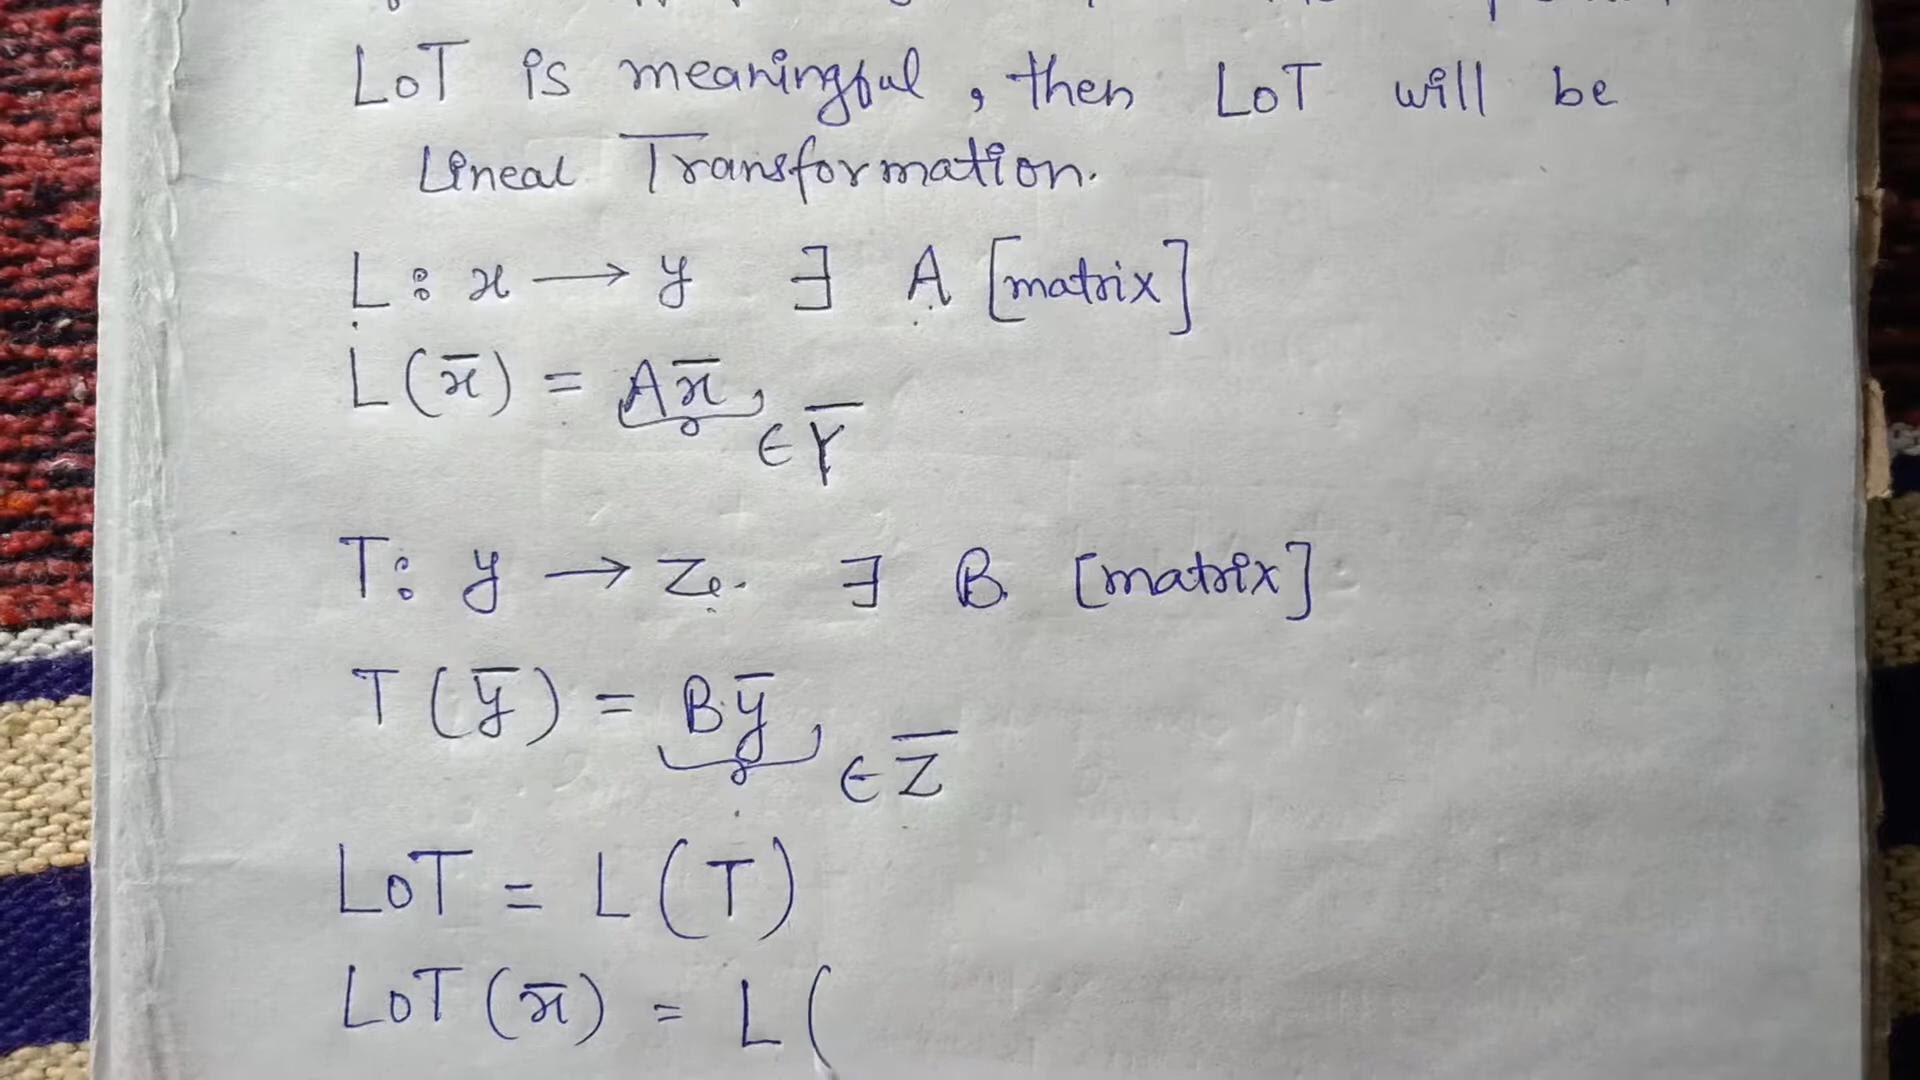 LoT is meaningful, then LoT will be
Lineal Transformation.
L: x → y ∃ A [matrix]
L(x̄) = Ax̄, ∈ Y̅
T: y → Z. ∃ B [matrix]
T(ȳ) = Bȳ, ∈ Z̅
LoT = L(T)
LoT(x̄) = L(